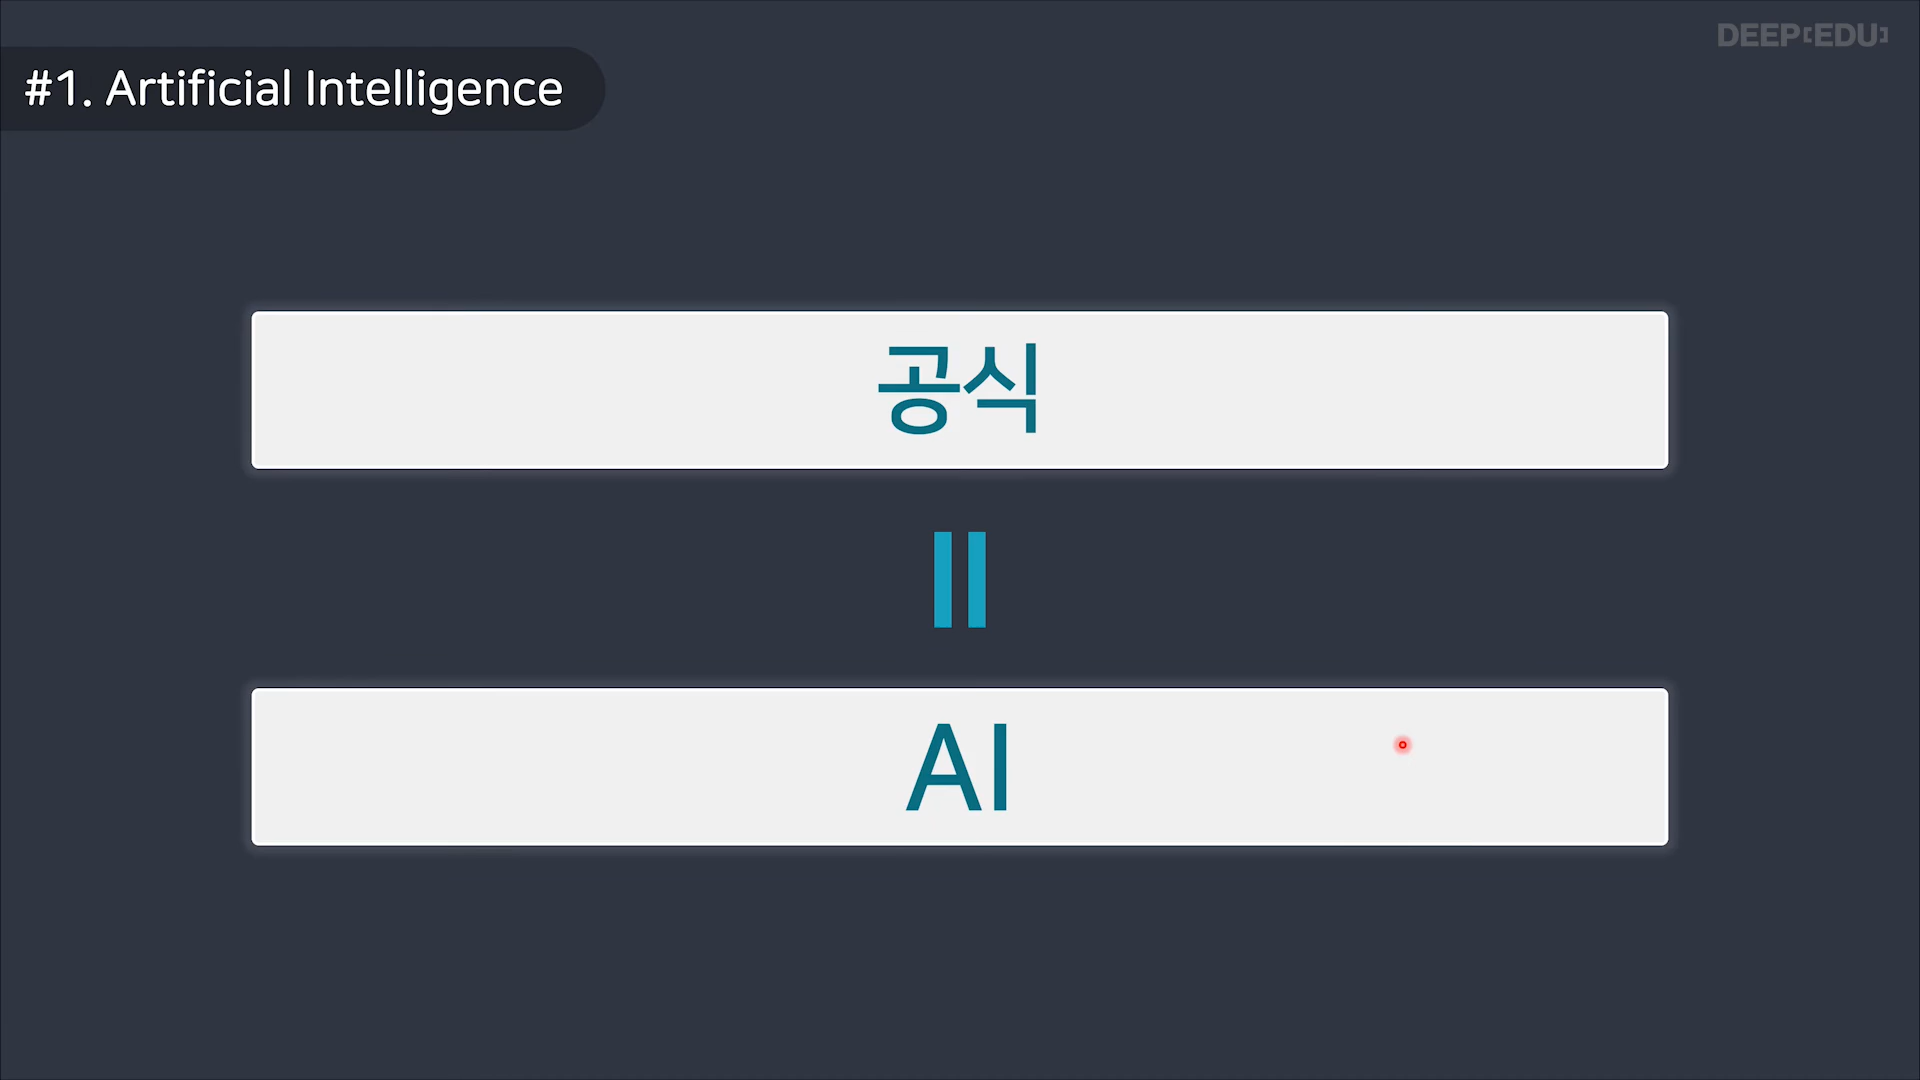 DEEP[EDU]
#1. Artificial Intelligence
공식
=
AI